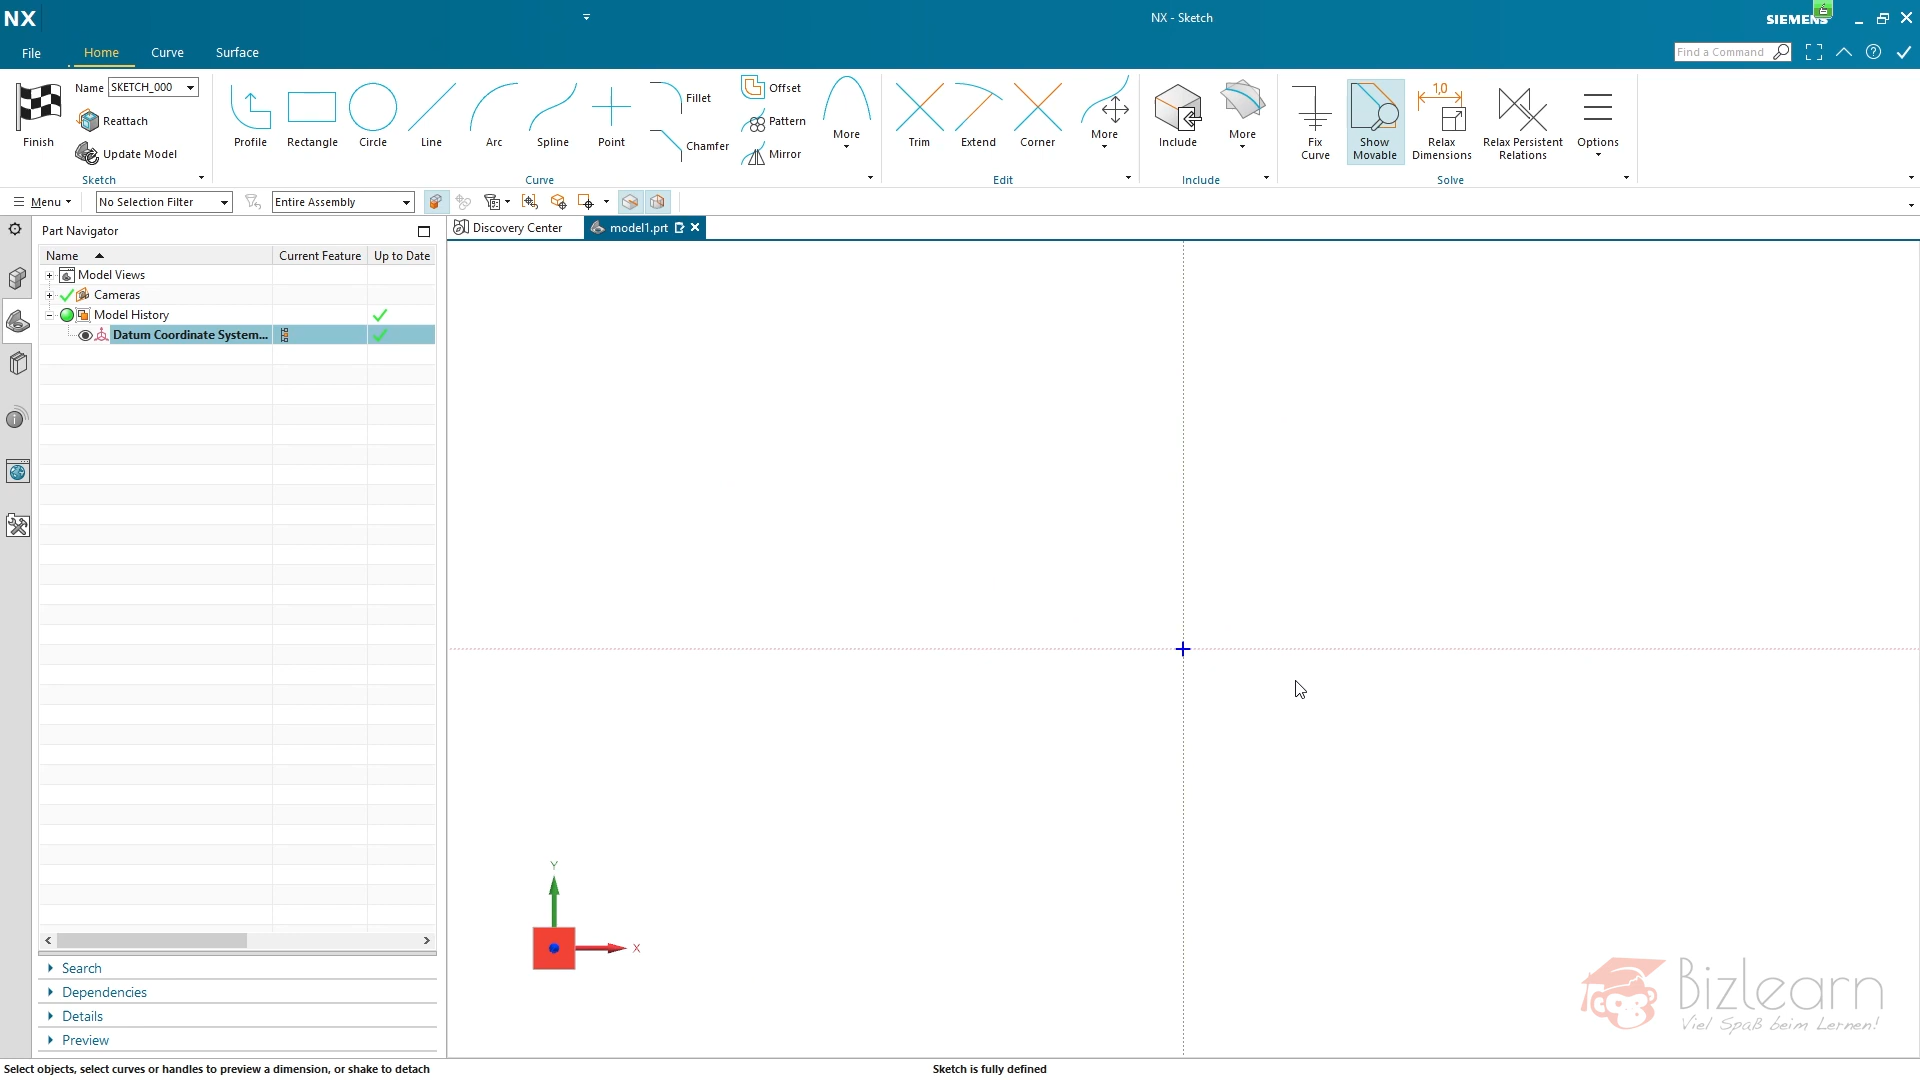 NX
NX - Sketch
SIEMENS
File
Home
Curve
Surface
Find a Command
Finish
Name
SKETCH_000
Reattach
Update Model
Sketch
Profile
Rectangle
Circle
Line
Arc
Spline
Point
Fillet
Chamfer
Offset
Pattern
Mirror
More
Curve
Trim
Extend
Corner
More
Edit
Include
More
Include
Fix
Curve
Show
Movable
1,0
Relax
Dimensions
Relax Persistent
Relations
Options
Solve
Menu
No Selection Filter
Entire Assembly
Part Navigator
Discovery Center
model1.prt
Name
Current Feature
Up to Date
Model Views
Cameras
Model History
Datum Coordinate System...
Y
X
Search
Dependencies
Details
Preview
Bizlearn
Viel Spaß beim Lernen!
Select objects, select curves or handles to preview a dimension, or shake to detach
Sketch is fully defined